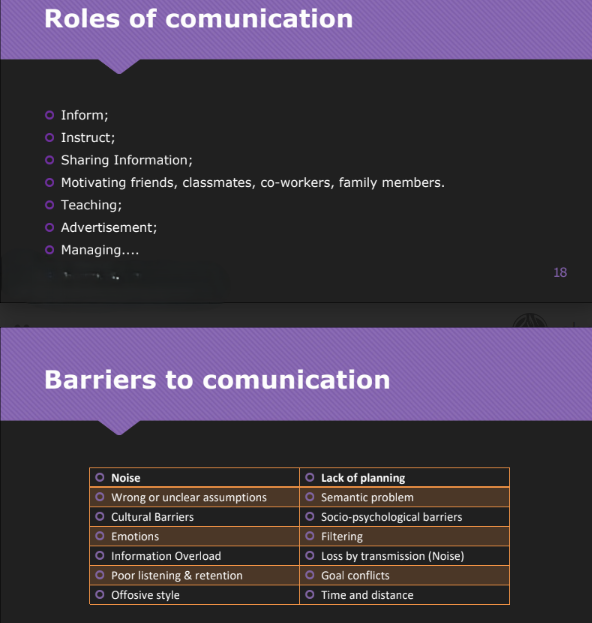 Roles of comunication
Inform;
Instruct;
Sharing Information;
Motivating friends, classmates, co-workers, family members.
Teaching;
Advertisement;
Managing....
18
Barriers to comunication
Noise Lack of planning
Wrong or unclear assumptions Semantic problem
Cultural Barriers Socio-psychological barriers
Emotions Filtering
Information Overload Loss by transmission (Noise)
Poor listening & retention Goal conflicts
Offosive style Time and distance